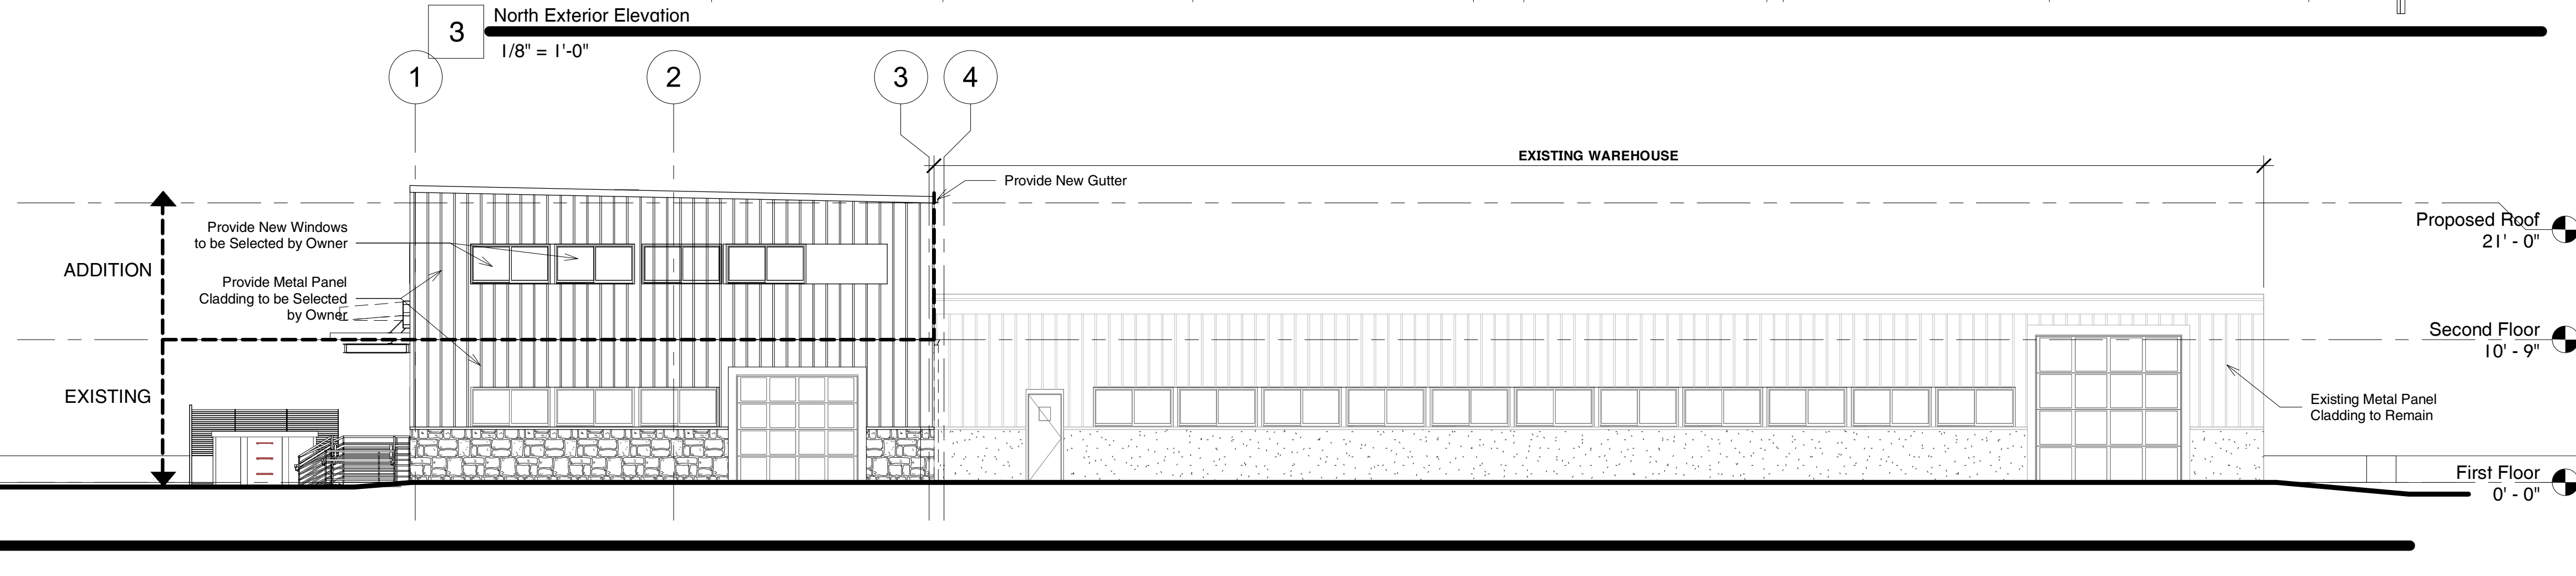 3
North Exterior Elevation
1/8" = 1'-0"
1
2
3
4
EXISTING WAREHOUSE
Provide New Gutter
Provide New Windows
to be Selected by Owner
Proposed Roof
21' - 0"
ADDITION
Provide Metal Panel
Cladding to be Selected
by Owner
Second Floor
10' - 9"
EXISTING
Existing Metal Panel
Cladding to Remain
First Floor
0' - 0"